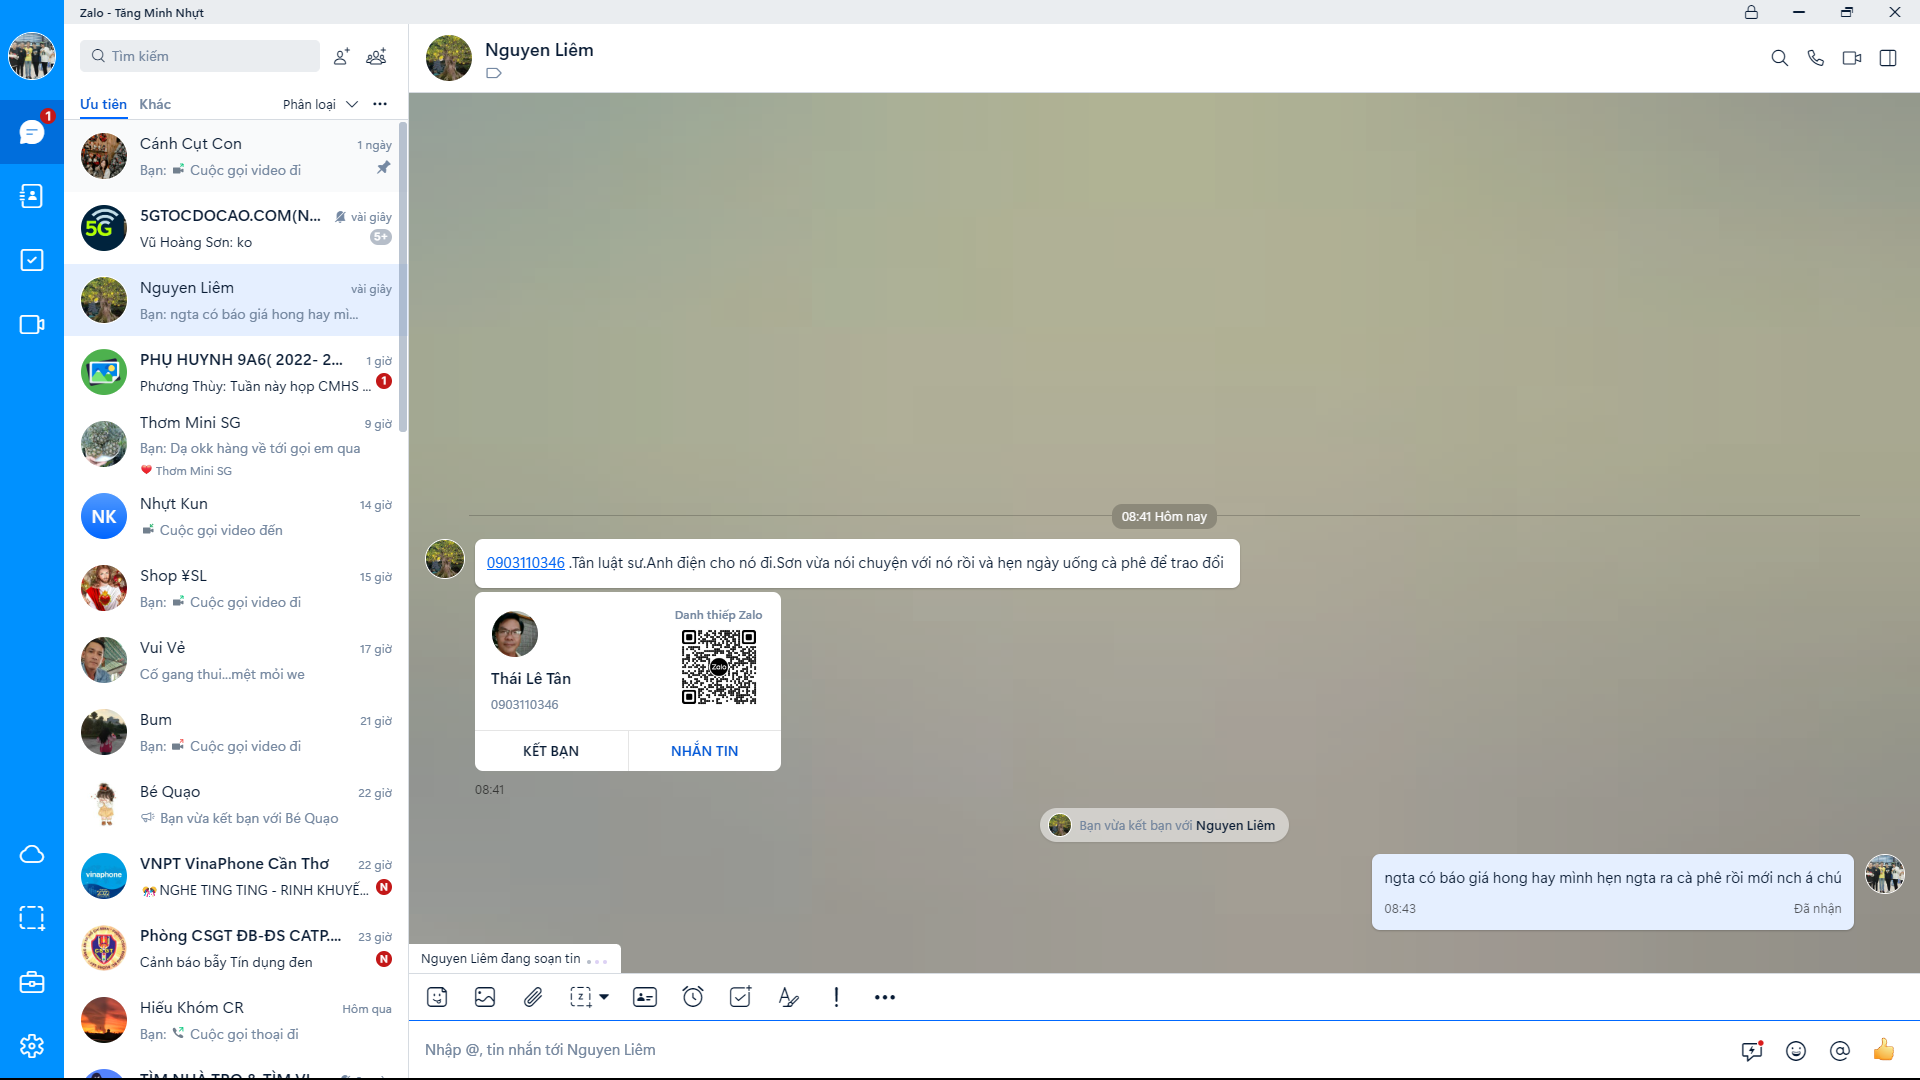 Zalo - Tăng Minh Nhựt
Tìm kiếm
Ưu tiên
Khác
Phân loại
1
Cánh Cụt Con
1 ngày
Bạn: Cuộc gọi video đi
5G
5GTOCDOCAO.COM(N...
vài giây
Vũ Hoàng Sơn: ko
5+
Nguyen Liêm
vài giây
Bạn: ngta có báo giá hong hay mì...
PHỤ HUYNH 9A6( 2022- 2...
1 giờ
Phương Thùy: Tuần này họp CMHS ...
1
Thơm Mini SG
9 giờ
Bạn: Dạ okk hàng về tới gọi em qua
Thơm Mini SG
NK
Nhựt Kun
14 giờ
Cuộc gọi video đến
Shop ¥SL
15 giờ
Bạn: Cuộc gọi video đi
Vui Vẻ
17 giờ
Cố gang thui...mệt mỏi we
Bum
21 giờ
Bạn: Cuộc gọi video đi
Bé Quạo
22 giờ
Bạn vừa kết bạn với Bé Quạo
vinaphone
VNPT VinaPhone Cần Thơ
22 giờ
NGHE TING TING - RINH KHUYẾ...
N
Phòng CSGT ĐB-ĐS CATP....
23 giờ
Cảnh báo bẫy Tín dụng đen
N
Hiếu Khóm CR
Hôm qua
Bạn: Cuộc gọi thoại đi
Nguyen Liêm
08:41 Hôm nay
0903110346 .Tân luật sư.Anh điện cho nó đi.Sơn vừa nói chuyện với nó rồi và hẹn ngày uống cà phê để trao đổi
Danh thiếp Zalo
Zalo
Thái Lê Tân
0903110346
KẾT BẠN
NHẮN TIN
08:41
Bạn vừa kết bạn với Nguyen Liêm
ngta có báo giá hong hay mình hẹn ngta ra cà phê rồi mới nch á chú
08:43
Đã nhận
Nguyen Liêm đang soạn tin
Nhập @, tin nhắn tới Nguyen Liêm